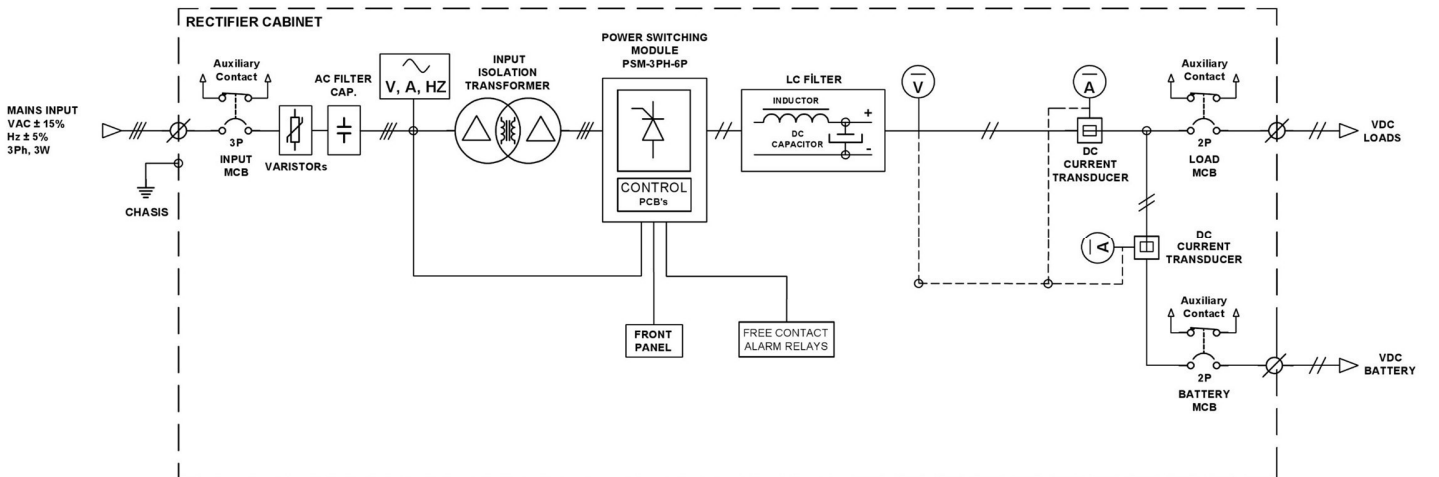 RECTIFIER CABINET
MAINS INPUT
VAC ± 15%
Hz ± 5%
3Ph, 3W
CHASIS
Auxiliary
Contact
3P
INPUT
MCB
VARISTORs
AC FILTER
CAP.
V, A, HZ
INPUT
ISOLATION
TRANSFORMER
POWER SWITCHING
MODULE
PSM-3PH-6P
CONTROL
PCB's
FRONT
PANEL
FREE CONTACT
ALARM RELAYS
LC FİLTER
INDUCTOR
+
DC
CAPACITOR
-
V
A
DC
CURRENT
TRANSDUCER
Auxiliary
Contact
2P
LOAD
MCB
VDC
LOADS
A
DC
CURRENT
TRANSDUCER
Auxiliary
Contact
2P
BATTERY
MCB
VDC
BATTERY